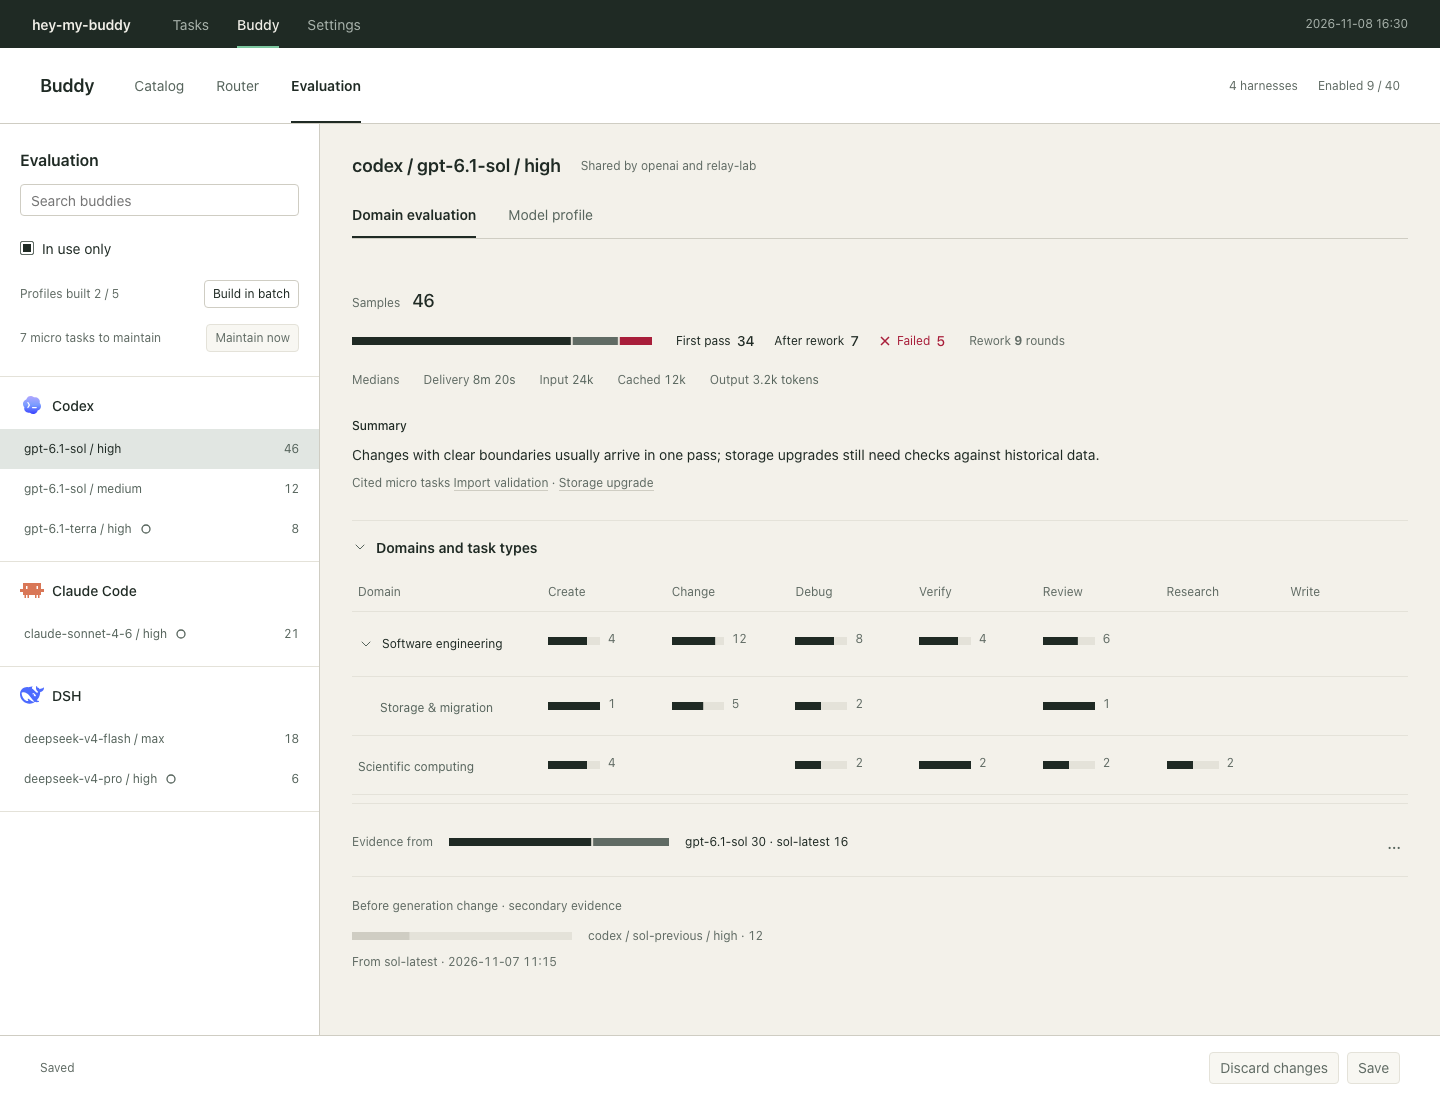 hey-my-buddy Tasks Buddy Settings 2026-11-08 16:30
Buddy Catalog Router Evaluation 4 harnesses Enabled 9 / 40
Evaluation
Search buddies
In use only
Profiles built 2 / 5 Build in batch
7 micro tasks to maintain Maintain now
Codex
gpt-6.1-sol / high 46
gpt-6.1-sol / medium 12
gpt-6.1-terra / high 8
Claude Code
claude-sonnet-4-6 / high 21
DSH
deepseek-v4-flash / max 18
deepseek-v4-pro / high 6
codex / gpt-6.1-sol / high Shared by openai and relay-lab
Domain evaluation Model profile
Samples 46
First pass 34 After rework 7 Failed 5 Rework 9 rounds
Medians Delivery 8m 20s Input 24k Cached 12k Output 3.2k tokens
Summary
Changes with clear boundaries usually arrive in one pass; storage upgrades still need checks against historical data.
Cited micro tasks Import validation · Storage upgrade
Domains and task types
Domain Create Change Debug Verify Review Research Write
Software engineering 4 12 8 4 6
Storage & migration 1 5 2 1
Scientific computing 4 2 2 2 2
Evidence from gpt-6.1-sol 30 · sol-latest 16 ...
Before generation change · secondary evidence
codex / sol-previous / high · 12
From sol-latest · 2026-11-07 11:15
Saved Discard changes Save